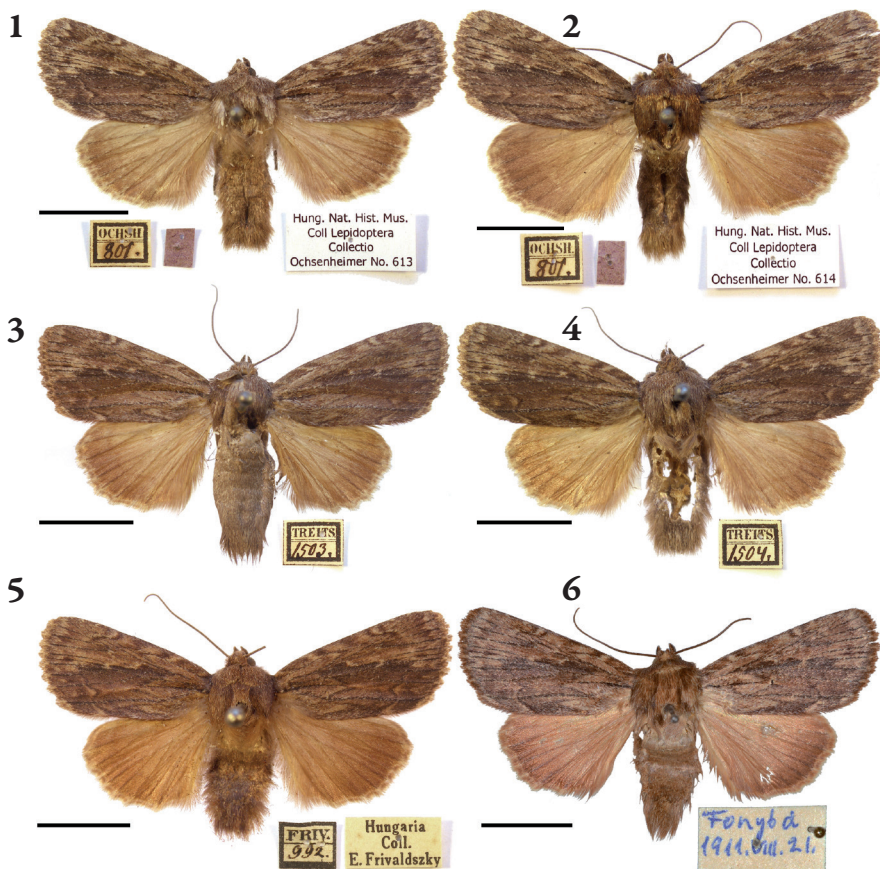 1
OCHSH.
801.
Hung. Nat. Hist. Mus.
Coll Lepidoptera
Collectio
Ochsenheimer No. 613
2
OCHSH.
801.
Hung. Nat. Hist. Mus.
Coll Lepidoptera
Collectio
Ochsenheimer No. 614
3
TREITS.
1503.
4
TREITS.
1504.
5
FRIV.
992.
Hungaria
Coll.
E. Frivaldszky
6
Fonyód
1911.VIII.21.